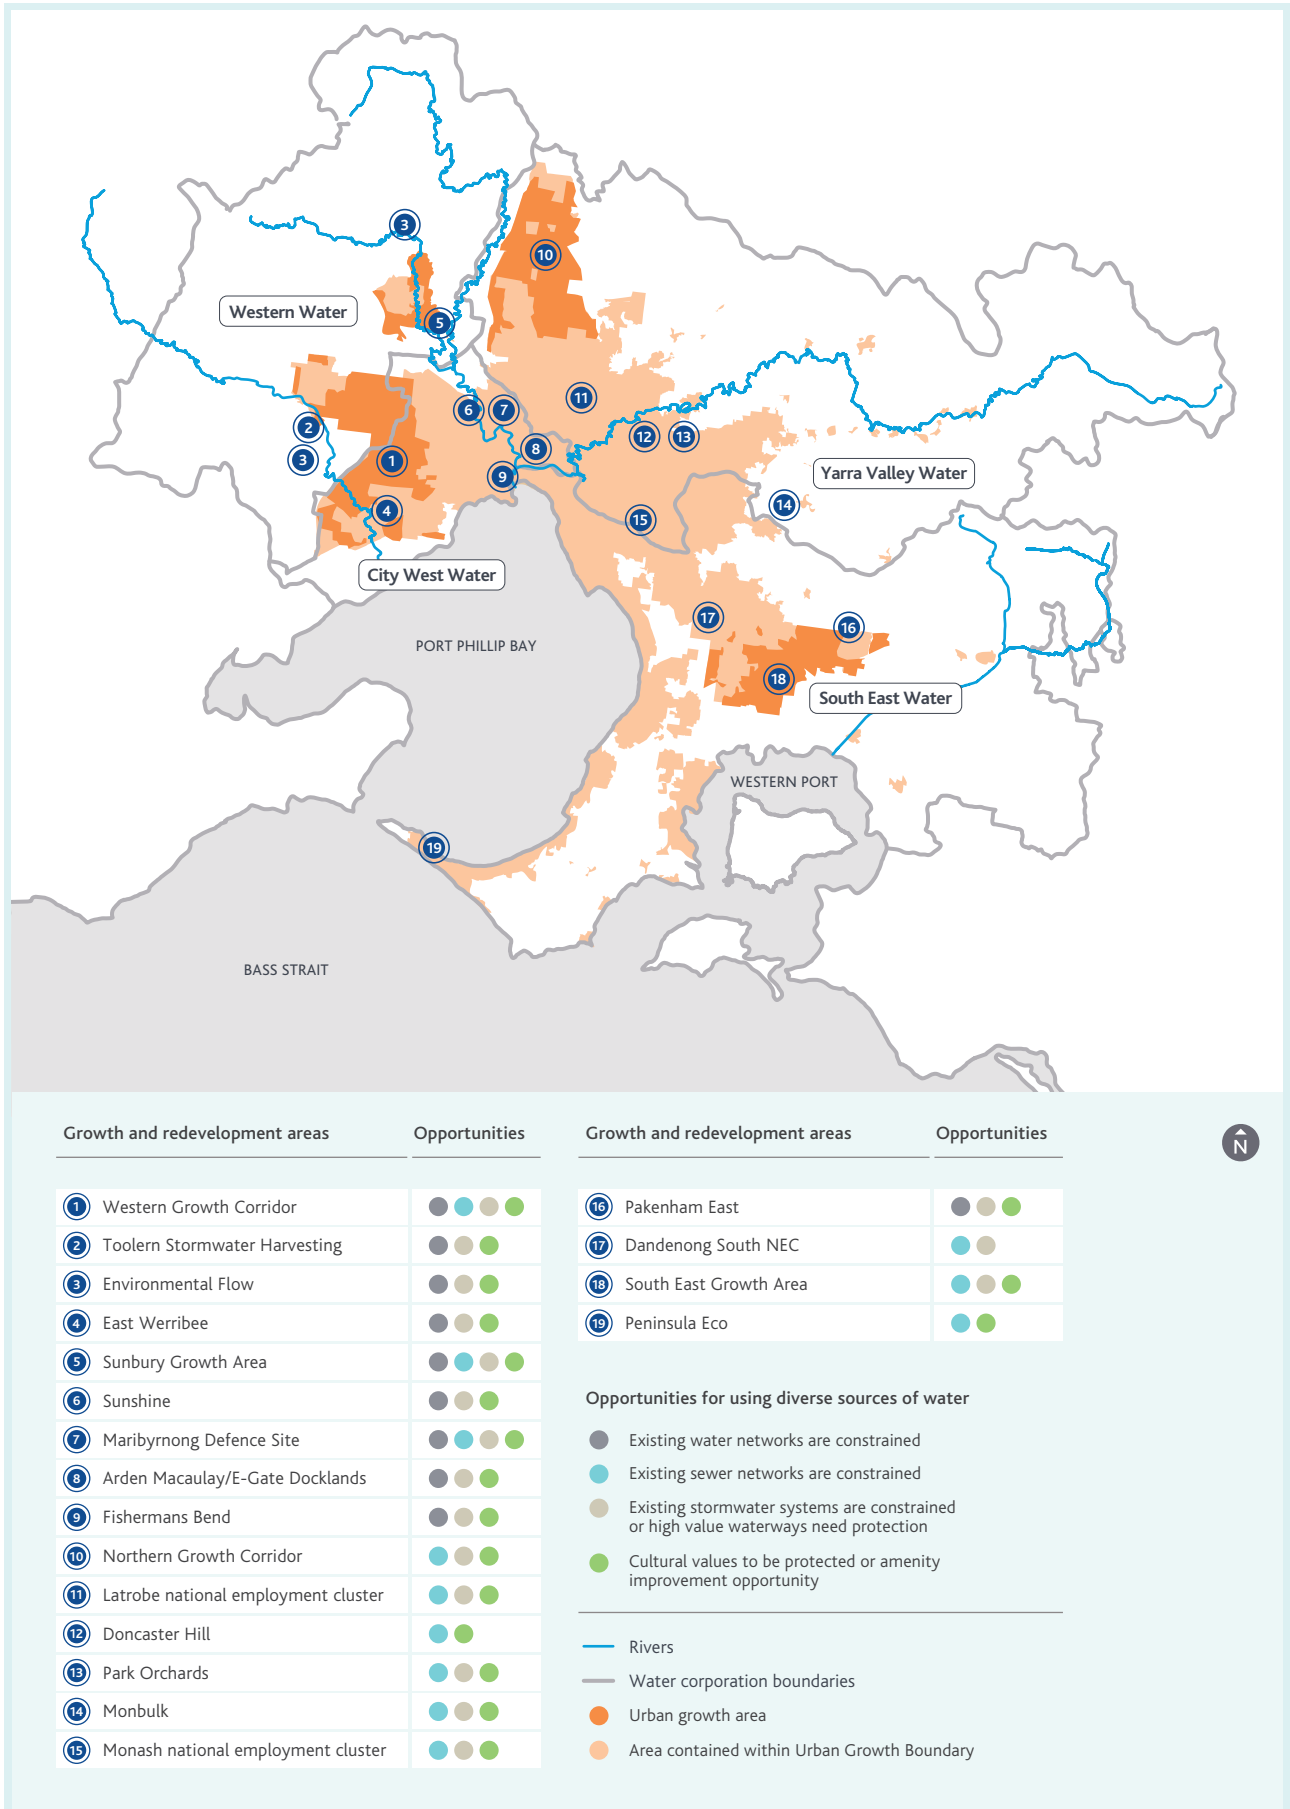 3
10
Western Water
5
11
6
7
2
12
13
8
3
1
Yarra Valley Water
9
14
4
15
City West Water
17
16
PORT PHILLIP BAY
18
South East Water
WESTERN PORT
19
BASS STRAIT
N
Growth and redevelopment areas Opportunities
1 Western Growth Corridor
2 Toolern Stormwater Harvesting
3 Environmental Flow
4 East Werribee
5 Sunbury Growth Area
6 Sunshine
7 Maribyrnong Defence Site
8 Arden Macaulay/E-Gate Docklands
9 Fishermans Bend
10 Northern Growth Corridor
11 Latrobe national employment cluster
12 Doncaster Hill
13 Park Orchards
14 Monbulk
15 Monash national employment cluster
Growth and redevelopment areas Opportunities
16 Pakenham East
17 Dandenong South NEC
18 South East Growth Area
19 Peninsula Eco
Opportunities for using diverse sources of water
Existing water networks are constrained
Existing sewer networks are constrained
Existing stormwater systems are constrained
or high value waterways need protection
Cultural values to be protected or amenity
improvement opportunity
Rivers
Water corporation boundaries
Urban growth area
Area contained within Urban Growth Boundary